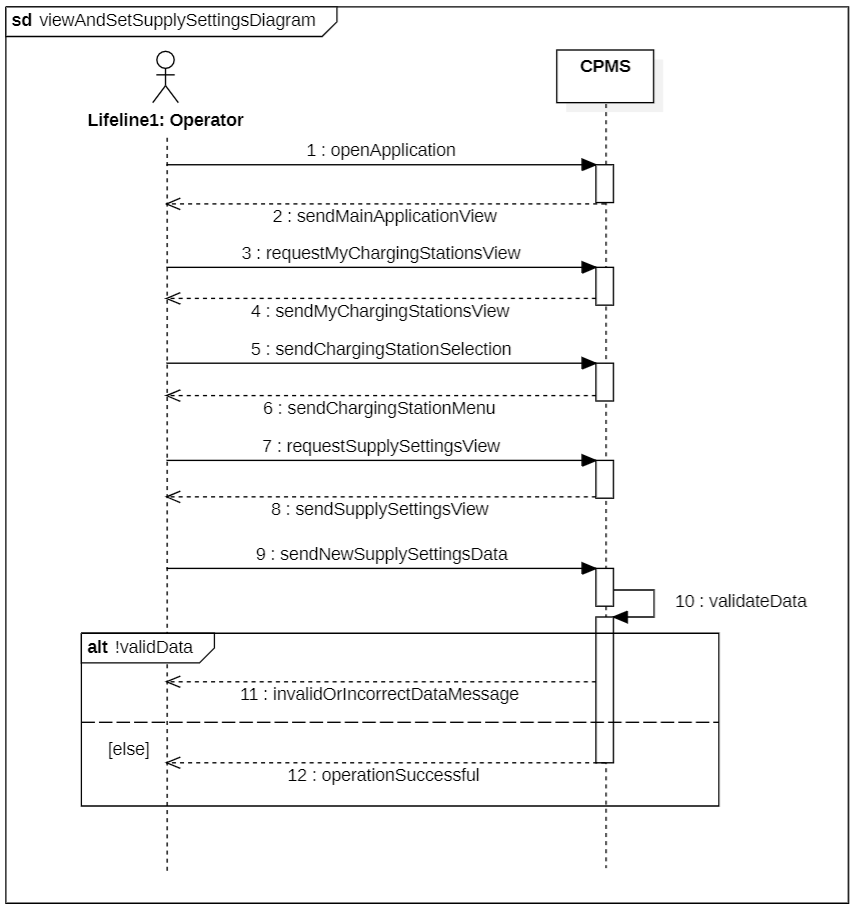 sd viewAndSetSupplySettingsDiagram
CPMS
Lifeline1: Operator
1 : openApplication
2 : sendMainApplicationView
3 : requestMyChargingStationsView
4 : sendMyChargingStationsView
5 : sendChargingStationSelection
6 : sendChargingStationMenu
7 : requestSupplySettingsView
8 : sendSupplySettingsView
9 : sendNewSupplySettingsData
10 : validateData
alt !validData
11 : invalidOrIncorrectDataMessage
[else]
12 : operationSuccessful